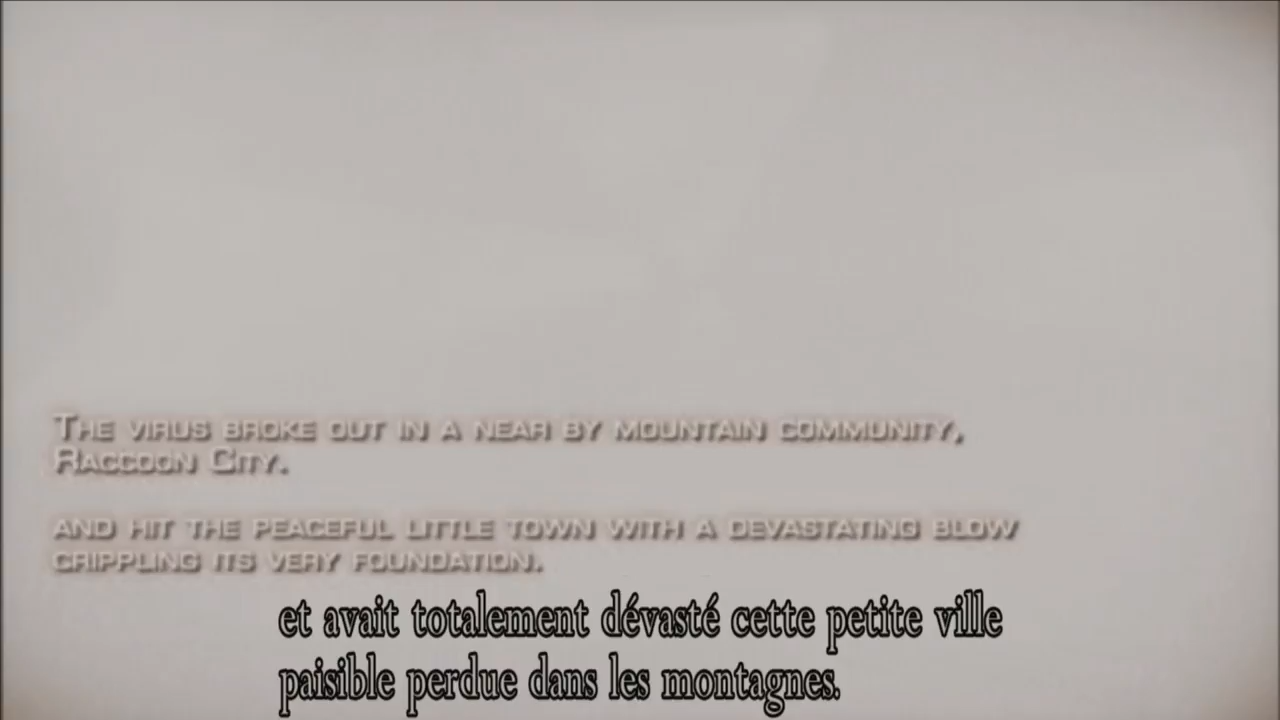 The virus broke out in a near by mountain community,
Raccoon City.
and hit the peaceful little town with a devastating blow
crippling its very foundation.
et avait totalement dévasté cette petite ville
paisible perdue dans les montagnes.